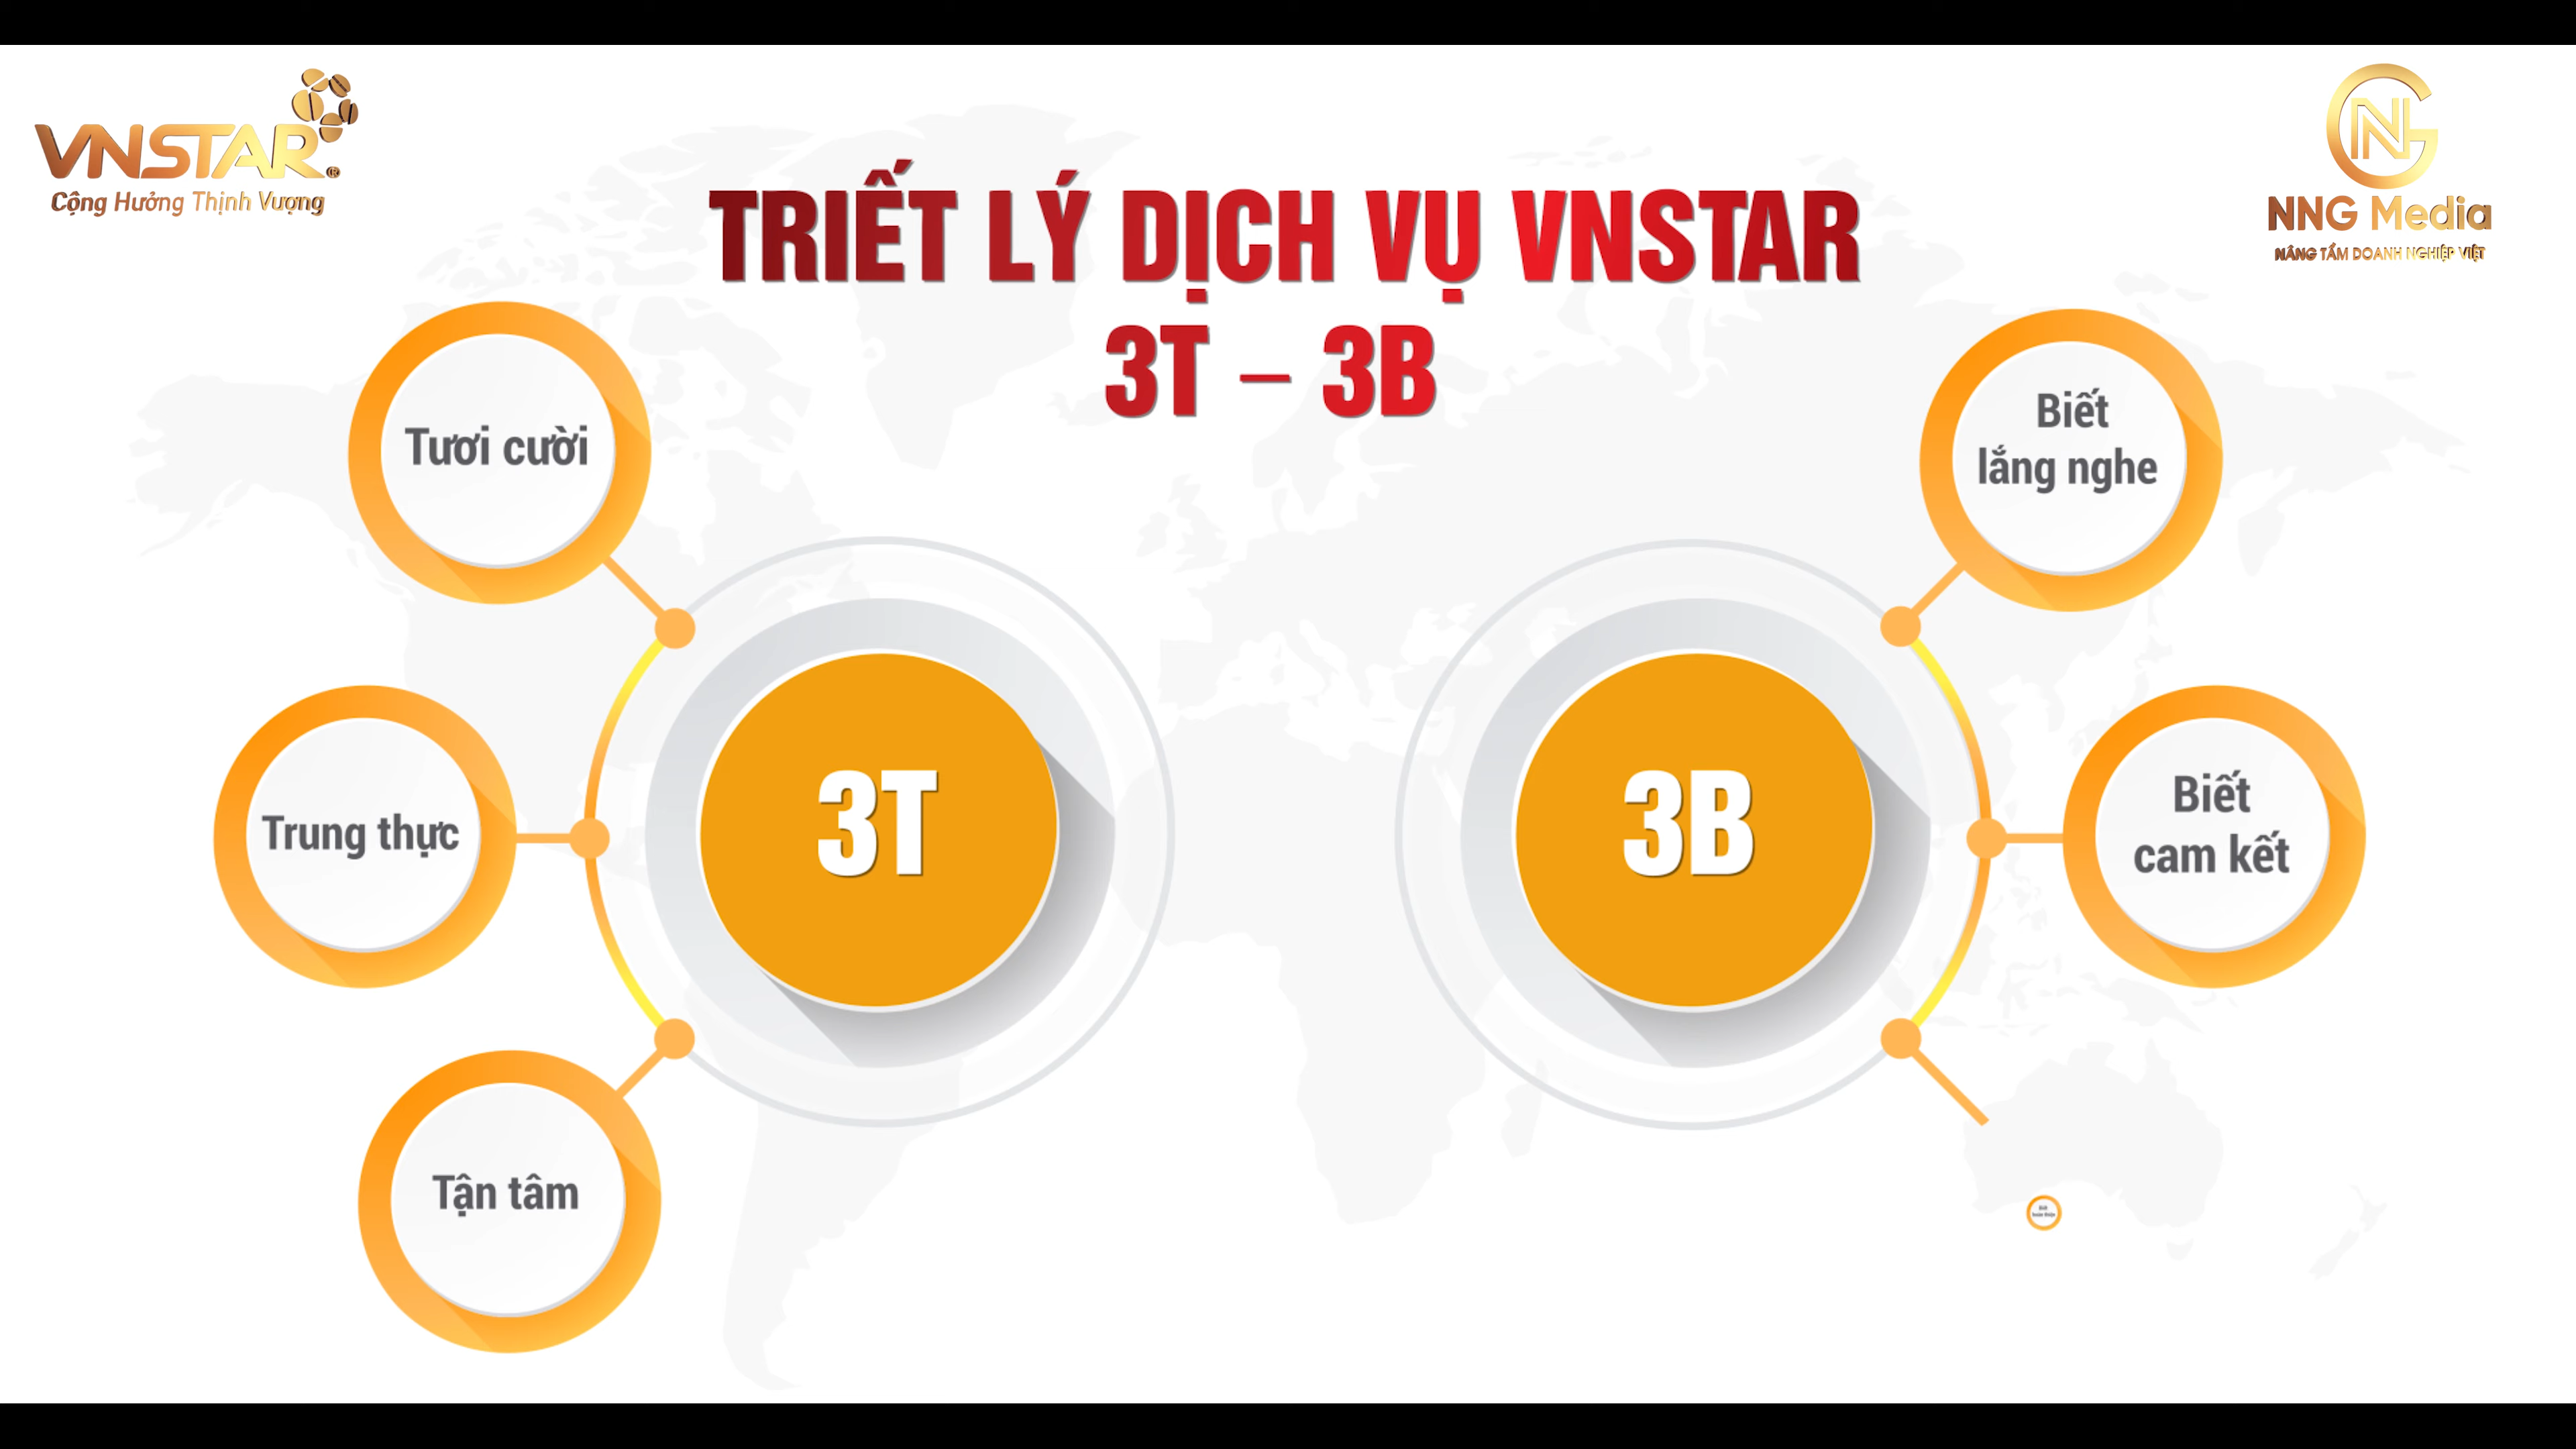 VNSTAR®
Cộng Hưởng Thịnh Vượng
NNG Media
NÂNG TẦM DOANH NGHIỆP VIỆT
TRIẾT LÝ DỊCH VỤ VNSTAR
3T – 3B
Tươi cười
Trung thực
Tận tâm
3T
3B
Biết
lắng nghe
Biết
cam kết